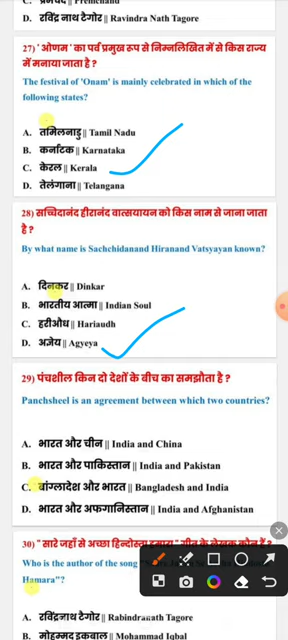 C. प्रेमचंद || Premchand
D. रविंद्र नाथ टैगोर || Ravindra Nath Tagore
27) ' ओणम ' का पर्व प्रमुख रूप से निम्नलिखित में से किस राज्य
में मनाया जाता है ?
The festival of 'Onam' is mainly celebrated in which of the
following states?
A. तमिलनाडु || Tamil Nadu
B. कर्नाटक || Karnataka
C. केरल || Kerala
D. तेलंगाना || Telangana
28) सच्चिदानंद हीरानंद वात्सयायन को किस नाम से जाना जाता
है ?
By what name is Sachchidanand Hiranand Vatsyayan known?
A. दिनकर || Dinkar
B. भारतीय आत्मा || Indian Soul
C. हरीऔध || Hariaudh
D. अज्ञेय || Agyeya
29) पंचशील किन दो देशों के बीच का समझौता है ?
Panchsheel is an agreement between which two countries?
A. भारत और चीन || India and China
B. भारत और पाकिस्तान || India and Pakistan
C. बांग्लादेश और भारत || Bangladesh and India
D. भारत और अफगानिस्तान || India and Afghanistan
30) " सारे जहाँ से अच्छा हिन्दोस्तां हमारा " गीत के लेखक कौन हैं ?
Who is the author of the song
Hamara"?
A. रविंद्रनाथ टैगोर || Rabindranath Tagore
B. मोहम्मद इकबाल || Mohammad Iqbal